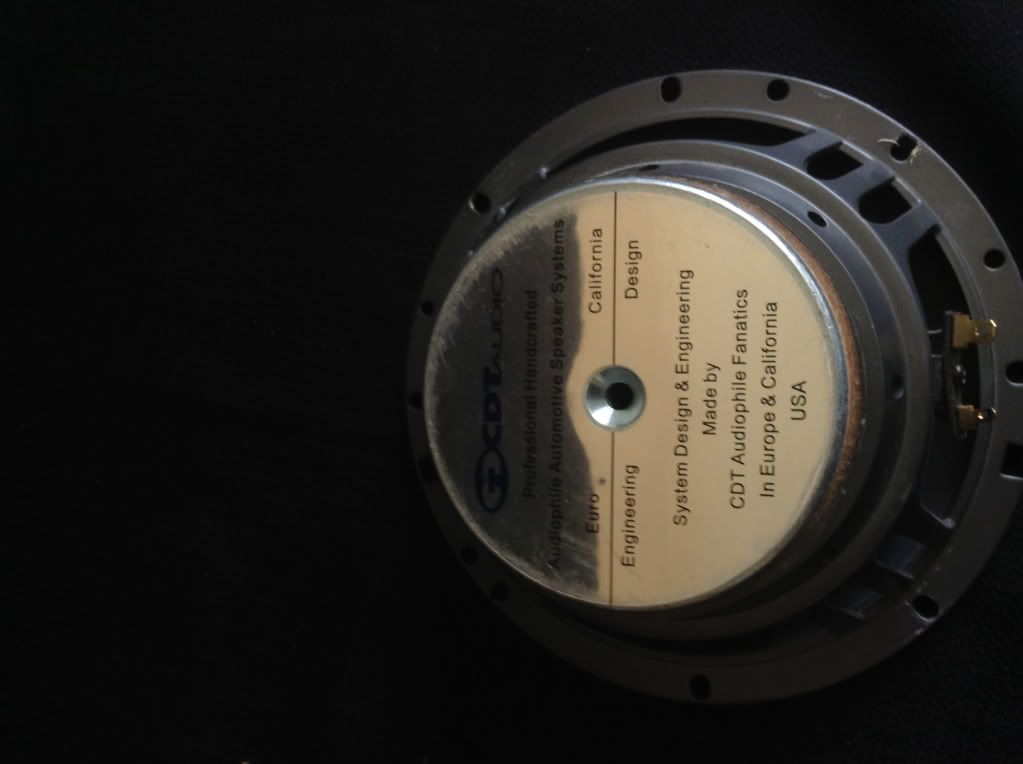 CDT AUDIO
Professional Handcrafted
Audiophile Automotive Speaker Systems
Euro California
Engineering Design
System Design & Engineering
Made by
CDT Audiophile Fanatics
In Europe & California
USA